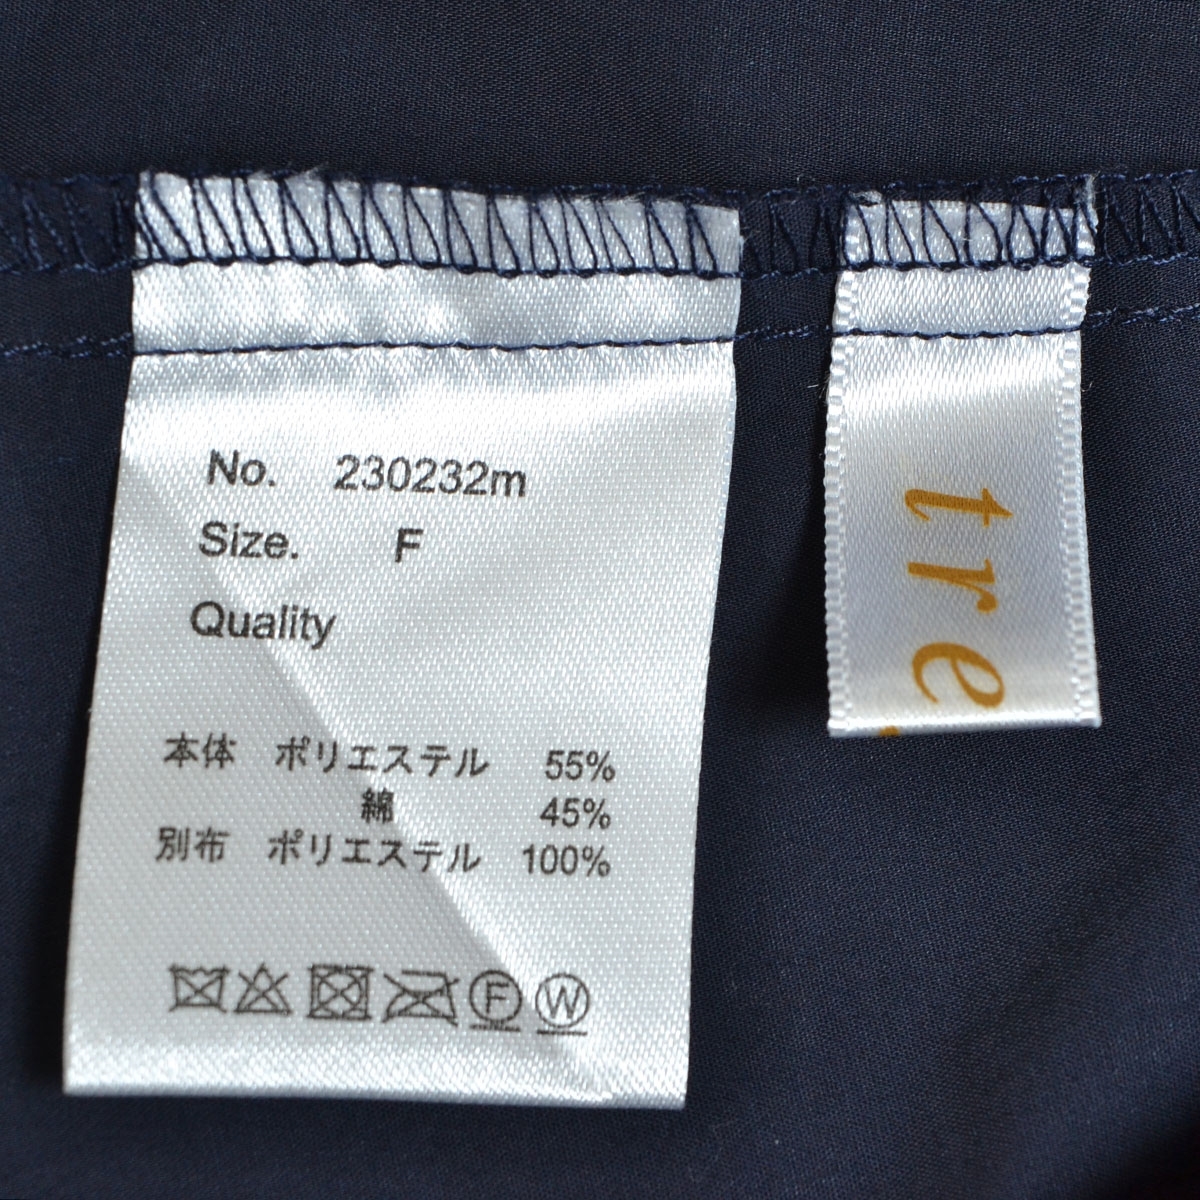 No. 230232m
Size. F
Quality
本体 ポリエステル 55%
綿 45%
別布 ポリエステル 100%
F W
tre